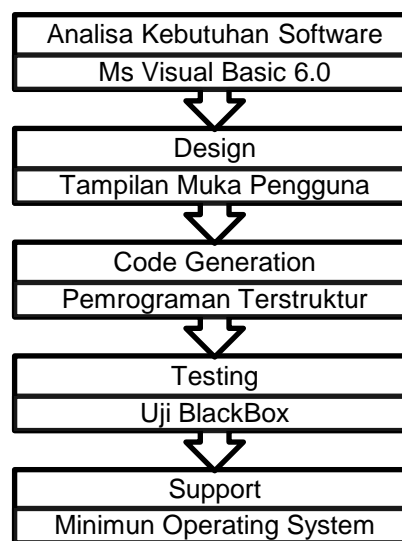 Analisa Kebutuhan Software
Ms Visual Basic 6.0
Design
Tampilan Muka Pengguna
Code Generation
Pemrograman Terstruktur
Testing
Uji BlackBox
Support
Minimun Operating System